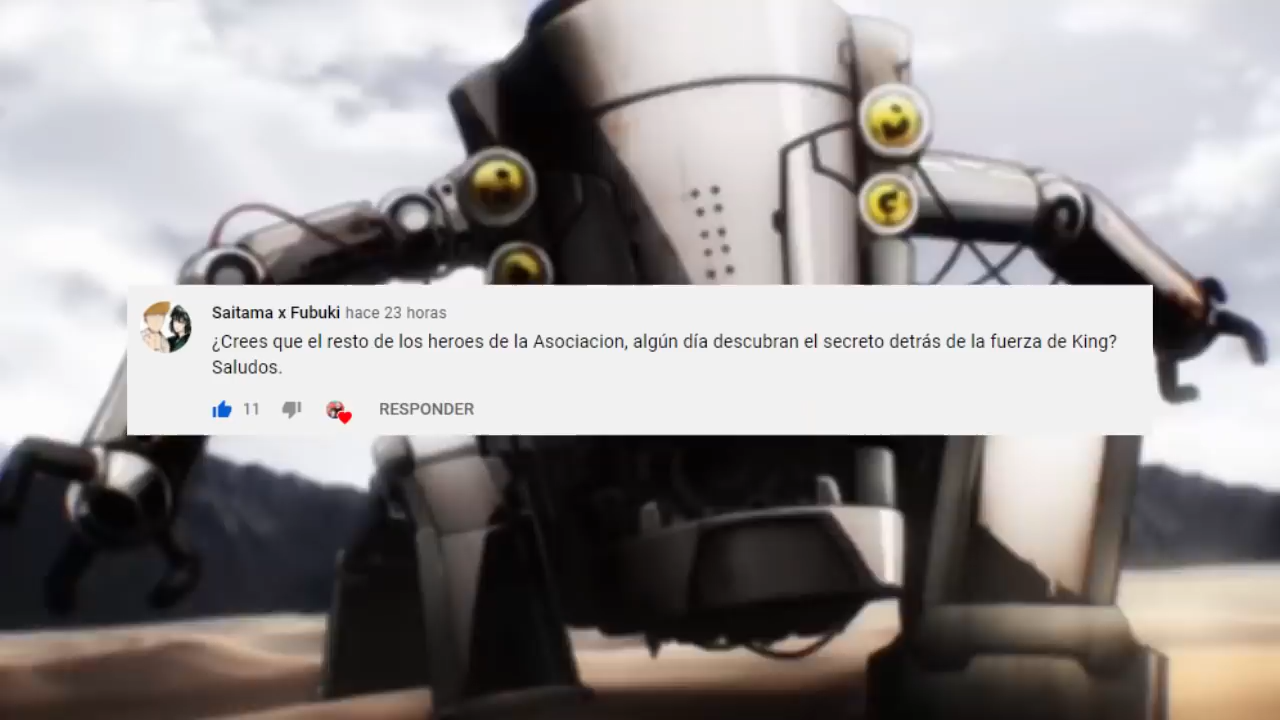 Saitama x Fubuki hace 23 horas
¿Crees que el resto de los heroes de la Asociacion, algún día descubran el secreto detrás de la fuerza de King?
Saludos.
11 RESPONDER